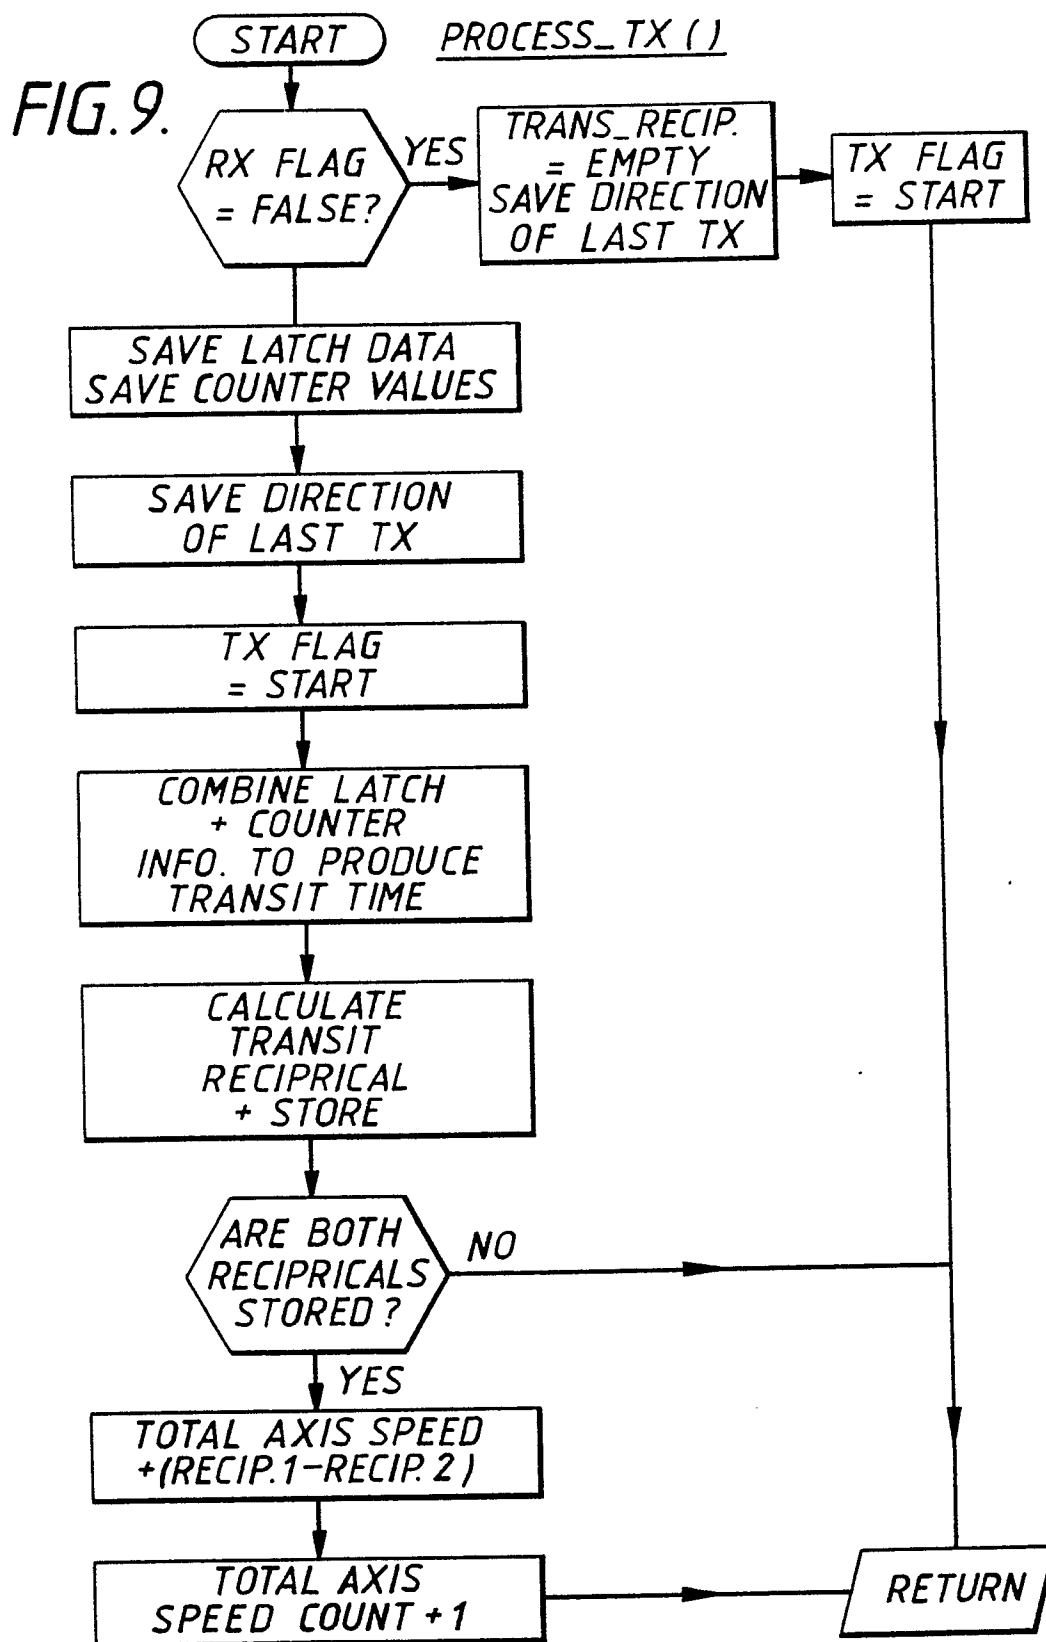 START
PROCESS_TX ( )
FIG. 9.
RX FLAG
= FALSE?
YES
TRANS_RECIP.
= EMPTY
SAVE DIRECTION
OF LAST TX
TX FLAG
= START
SAVE LATCH DATA
SAVE COUNTER VALUES
SAVE DIRECTION
OF LAST TX
TX FLAG
= START
COMBINE LATCH
+ COUNTER
INFO. TO PRODUCE
TRANSIT TIME
CALCULATE
TRANSIT
RECIPRICAL
+ STORE
ARE BOTH
RECIPRICALS
STORED?
NO
YES
TOTAL AXIS SPEED
+(RECIP.1-RECIP.2)
TOTAL AXIS
SPEED COUNT +1
RETURN